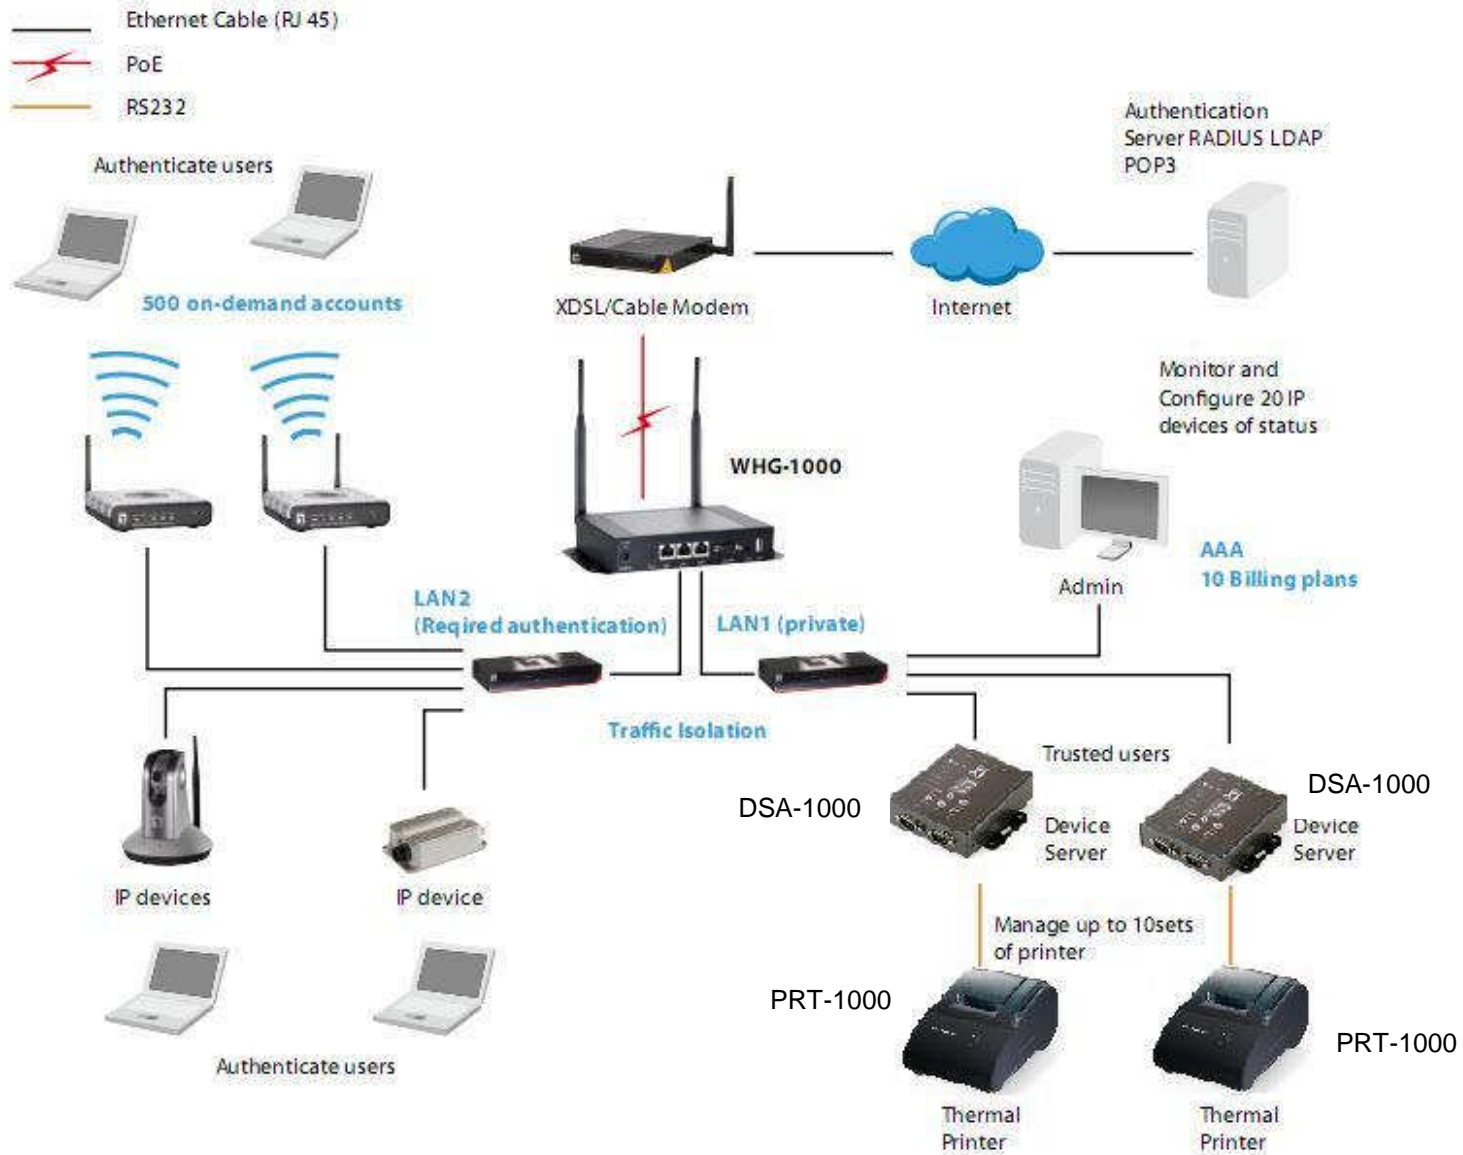 Ethernet Cable (RJ 45)
PoE
RS232
Authenticate users
500 on-demand accounts
XDSL/Cable Modem
Internet
Authentication
Server RADIUS LDAP
POP3
Monitor and
Configure 20 IP
devices of status
WHG-1000
Admin
AAA
10 Billing plans
LAN2
(Reqired authentication)
LAN1 (private)
Traffic Isolation
Trusted users
DSA-1000
Device
Server
DSA-1000
Device
Server
IP devices
IP device
Manage up to 10sets
of printer
PRT-1000
PRT-1000
Authenticate users
Thermal
Printer
Thermal
Printer